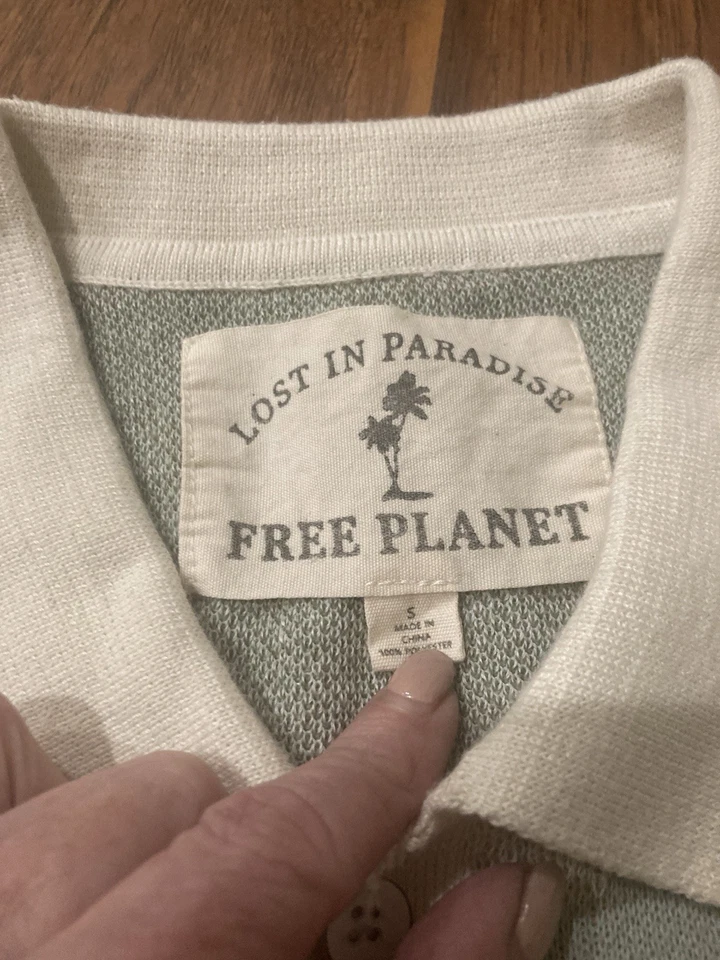 LOST IN PARADISE
FREE PLANET
S
MADE IN
CHINA
100% POLYESTER